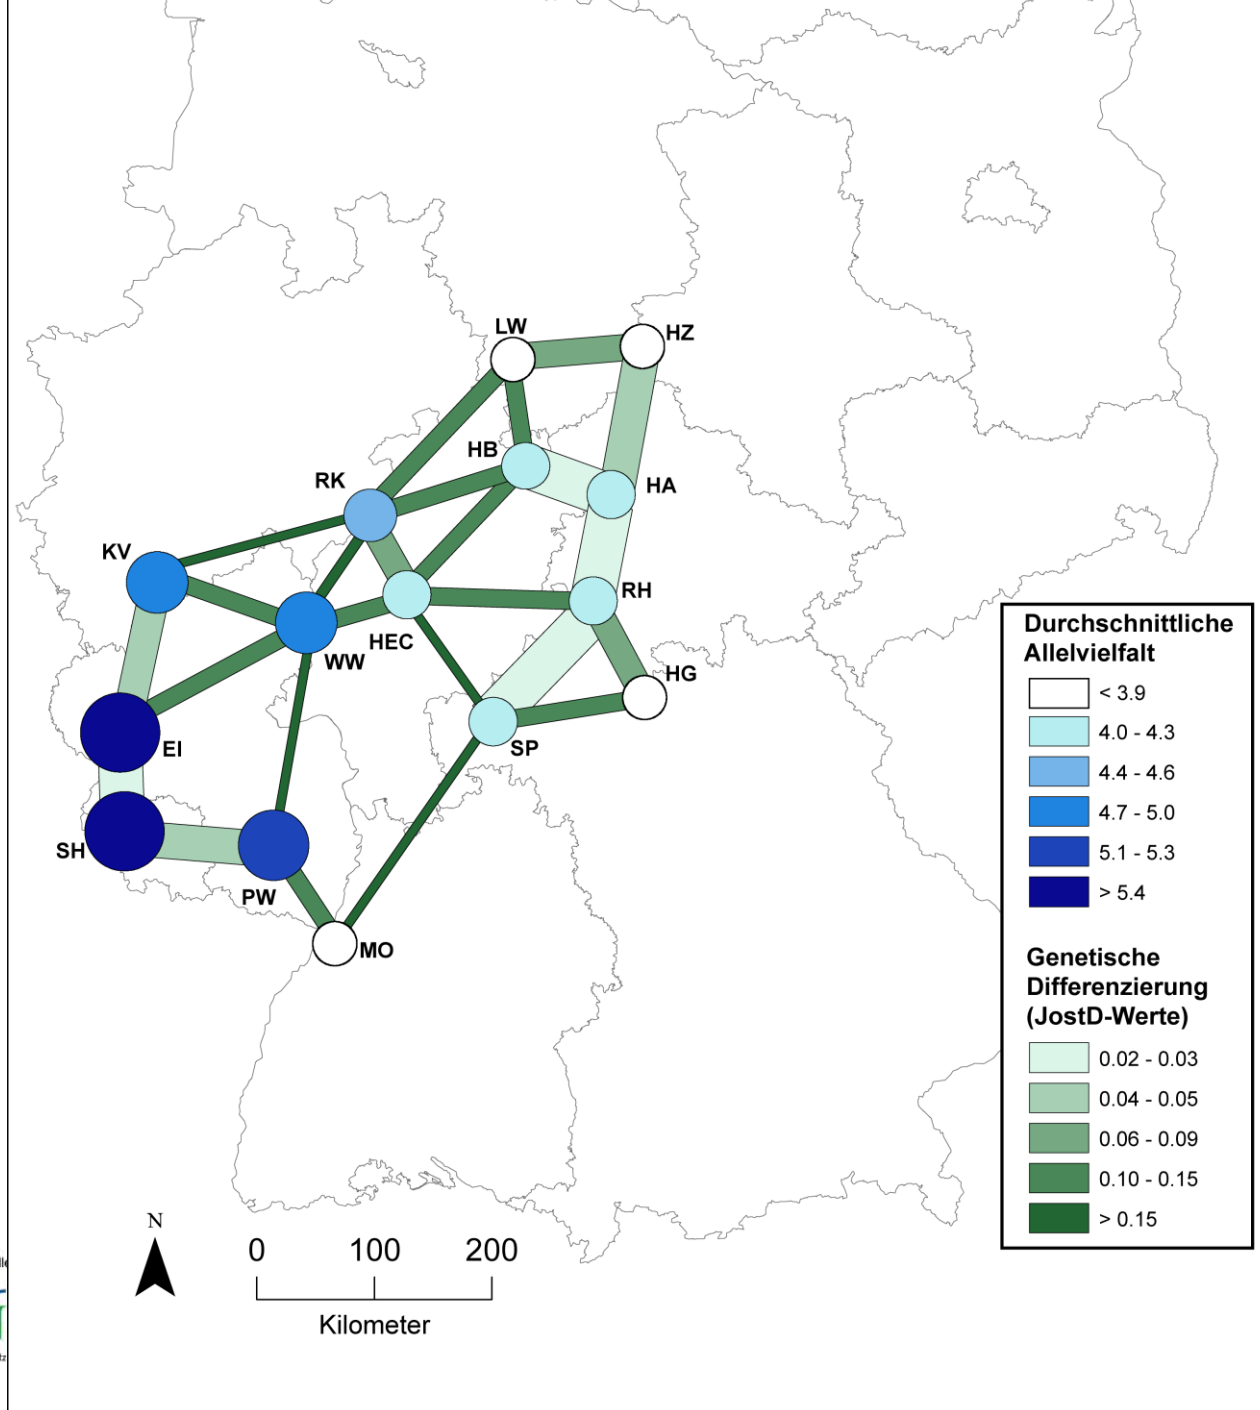 LW
HZ
HB
HA
RK
KV
RH
HEC
WW
HG
EI
SP
SH
PW
MO
Durchschnittliche
Allelvielfalt
< 3.9
4.0 - 4.3
4.4 - 4.6
4.7 - 5.0
5.1 - 5.3
> 5.4
Genetische
Differenzierung
(JostD-Werte)
0.02 - 0.03
0.04 - 0.05
0.06 - 0.09
0.10 - 0.15
> 0.15
N
0 100 200
Kilometer